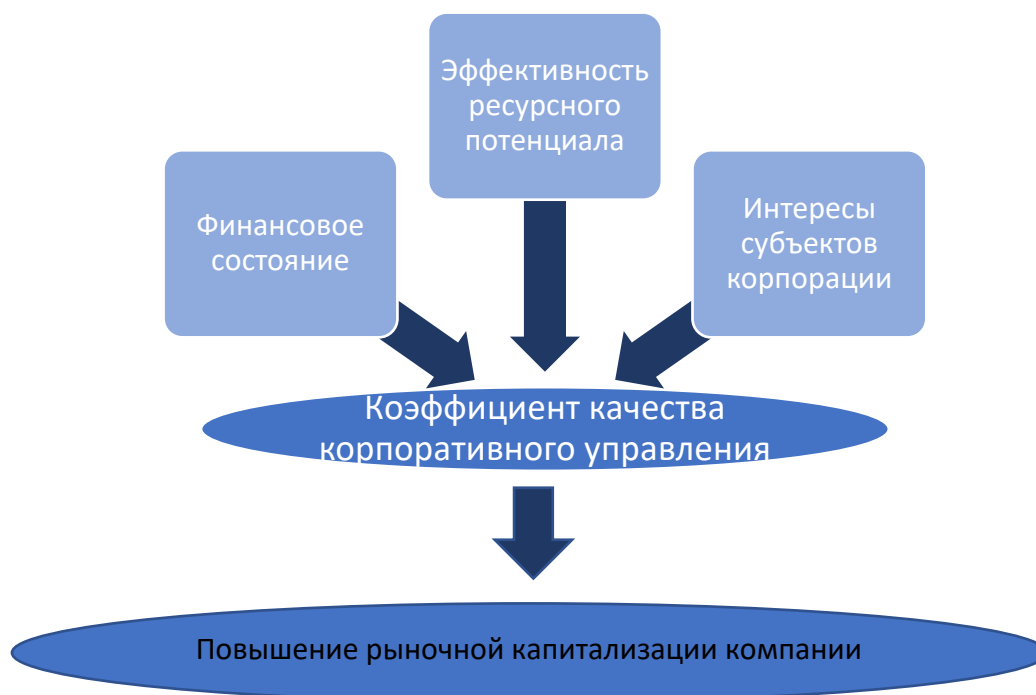 Эффективность
ресурсного
потенциала
Финансовое
состояние
Интересы
субъектов
корпорации
Коэффициент качества
корпоративного управления
Повышение рыночной капитализации компании